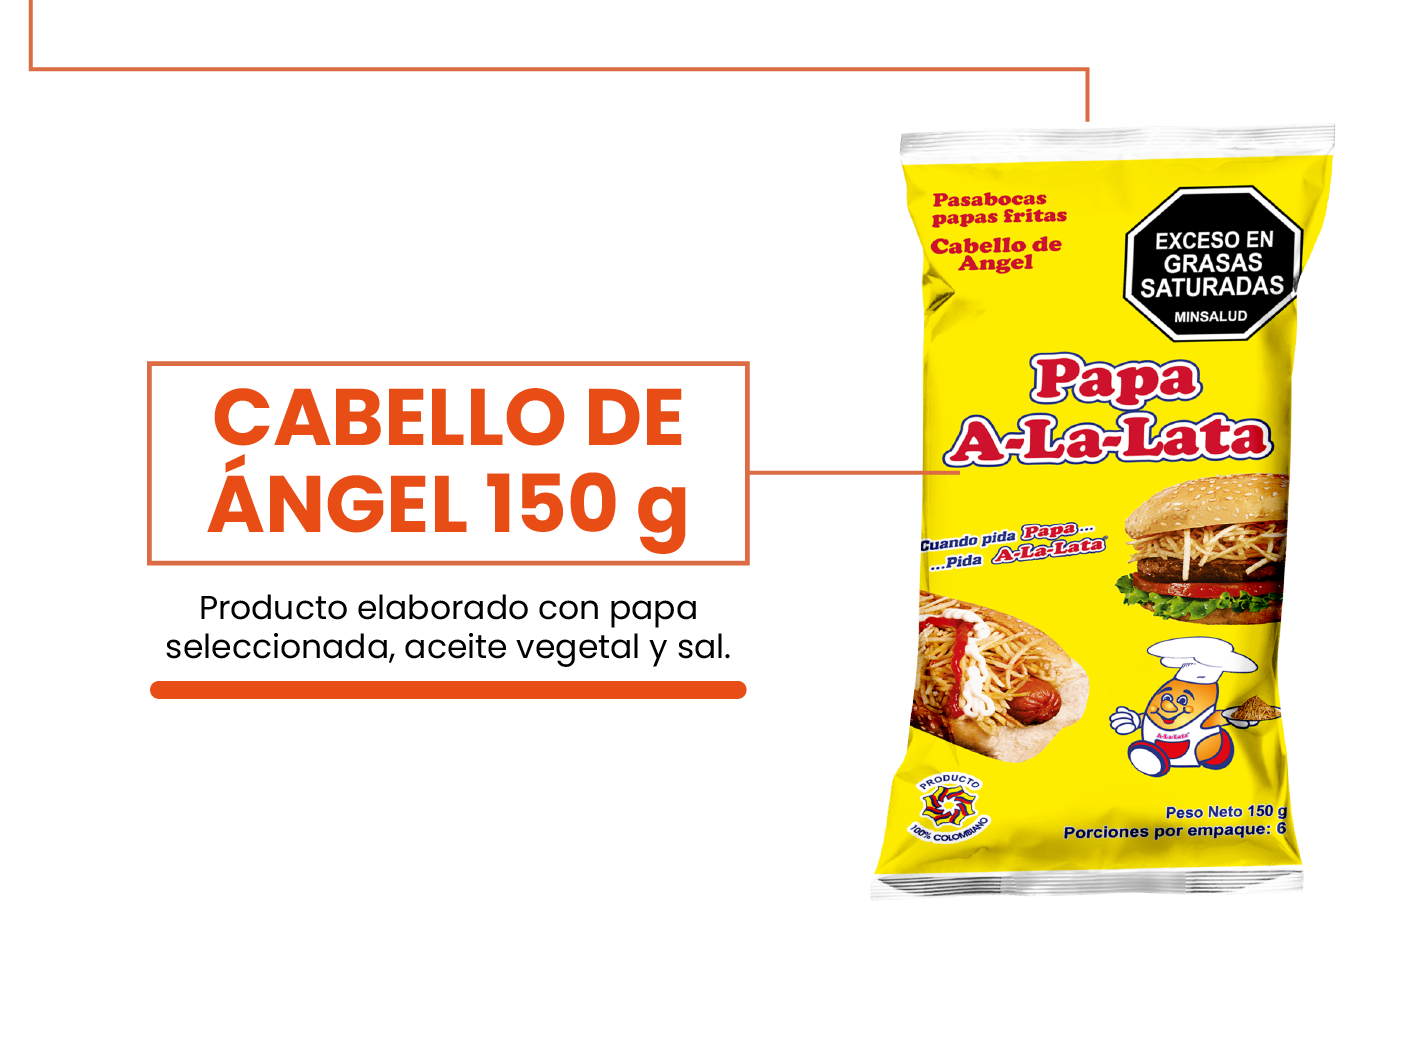 CABELLO DE
ÁNGEL 150 g
Producto elaborado con papa
seleccionada, aceite vegetal y sal.
Pasabocas
papas fritas
Cabello de
Angel
EXCESO EN
GRASAS
SATURADAS
MINSALUD
Papa
A-La-Lata
Cuando pida Papa...
...Pida A-La-Lata
A-La-Lata
PRODUCTO
100% COLOMBIANO
Peso Neto 150 g
Porciones por empaque: 6